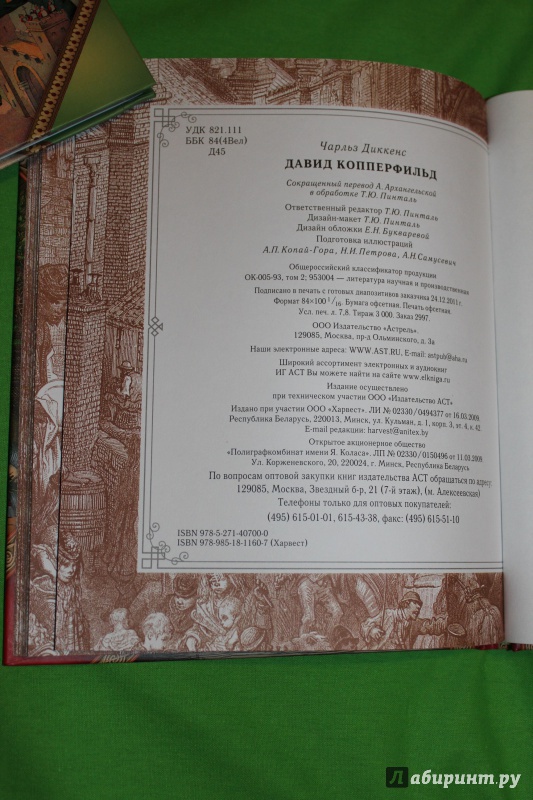 УДК 821.111
ББК 84(4Вел)
Д45
Чарльз Диккенс
ДАВИД КОППЕРФИЛЬД
Сокращенный перевод А. Архангельской
в обработке Т.Ю. Пинталь
Ответственный редактор Т.Ю. Пинталь
Дизайн-макет Т.Ю. Пинталь
Дизайн обложки Е.Н. Букваревой
Подготовка иллюстраций
А.П. Копай-Гора, Н.И. Петрова, А.Н. Самусевич
Общероссийский классификатор продукции
ОК-005-93, том 2; 953004 — литература научная и производственная
Подписано в печать с готовых диапозитивов заказчика 24.12.2011 г.
Формат 84×100 1/16. Бумага офсетная. Печать офсетная.
Усл. печ. л. 7,8. Тираж 3 000. Заказ 2997.
ООО «Издательство «Астрель»
129085, Москва, пр-д Ольминского, д. 3а
Наши электронные адреса: WWW.AST.RU, E-mail: astpub@aha.ru
Широкий ассортимент электронных и аудиокниг
ИГ АСТ Вы можете найти на сайте www.elkniga.ru
Издание осуществлено
при техническом участии ООО «Издательство АСТ»
Издано при участии ООО «Харвест». ЛИ № 02330/0494377 от 16.03.2009.
Республика Беларусь, 220013, Минск, ул. Кульман, д. 1, корп. 3, эт. 4, к. 42.
E-mail редакции: harvest@anitex.by
Открытое акционерное общество
«Полиграфкомбинат имени Я. Коласа». ЛП № 02330/0150496 от 11.03.2009.
Ул. Корженевского, 20, 220024, г. Минск, Республика Беларусь.
По вопросам оптовой закупки книг издательства АСТ обращаться по адресу:
129085, Москва, Звездный б-р, 21 (7-й этаж), (м. Алексеевская)
Телефоны только для оптовых покупателей:
(495) 615-01-01, 615-43-38, факс: (495) 615-51-10
ISBN 978-5-271-40700-0
ISBN 978-985-18-1160-7 (Харвест)
Лабиринт.ру